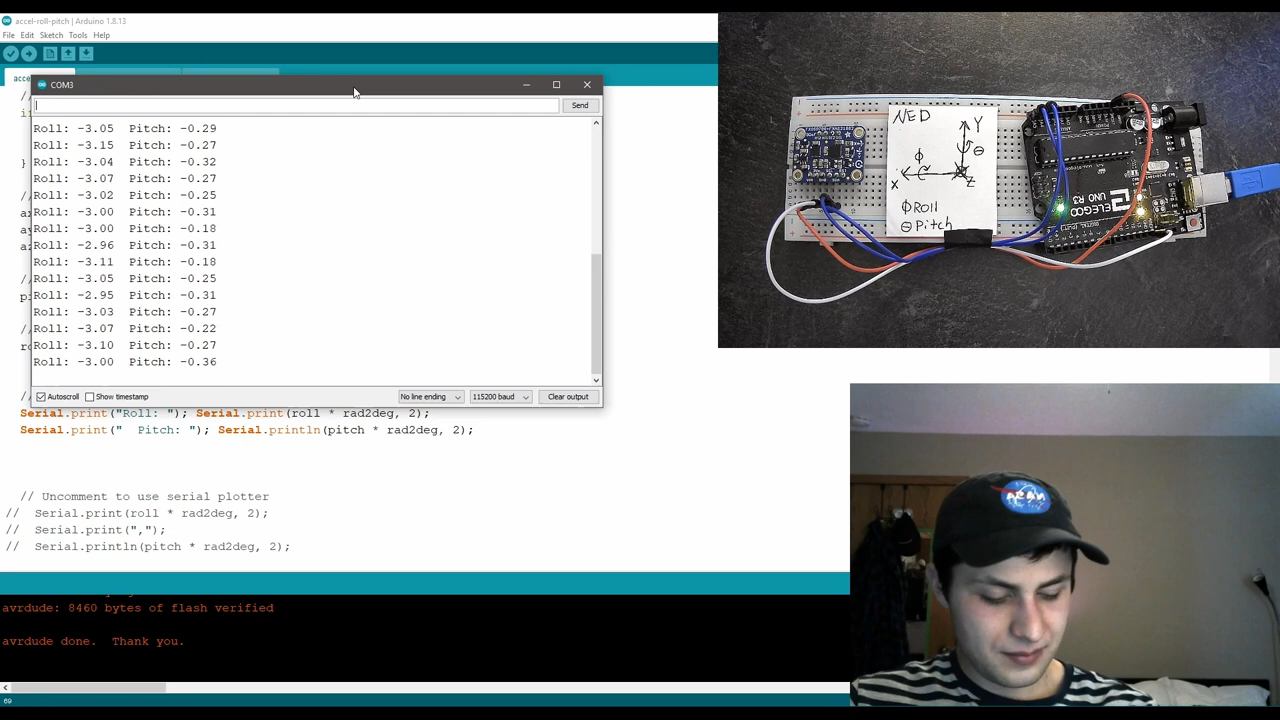 accel-roll-pitch | Arduino 1.8.13
File Edit Sketch Tools Help
acce
COM3
Send
Roll: -3.05 Pitch: -0.29
Roll: -3.15 Pitch: -0.27
Roll: -3.04 Pitch: -0.32
Roll: -3.07 Pitch: -0.27
Roll: -3.02 Pitch: -0.25
Roll: -3.00 Pitch: -0.31
Roll: -3.00 Pitch: -0.18
Roll: -2.96 Pitch: -0.31
Roll: -3.11 Pitch: -0.18
Roll: -3.05 Pitch: -0.25
Roll: -2.95 Pitch: -0.31
Roll: -3.03 Pitch: -0.27
Roll: -3.07 Pitch: -0.22
Roll: -3.10 Pitch: -0.27
Roll: -3.00 Pitch: -0.36
Autoscroll Show timestamp No line ending 115200 baud Clear output
Serial.print("Roll: "); Serial.print(roll * rad2deg, 2);
Serial.print("  Pitch: "); Serial.println(pitch * rad2deg, 2);
// Uncomment to use serial plotter
// Serial.print(roll * rad2deg, 2);
// Serial.print(",");
// Serial.println(pitch * rad2deg, 2);
avrdude: 8460 bytes of flash verified
avrdude done. Thank you.
69
NED
Y
θ
ϕ
X
Z
ϕ Roll
θ Pitch
ELEGOO
UNO R3